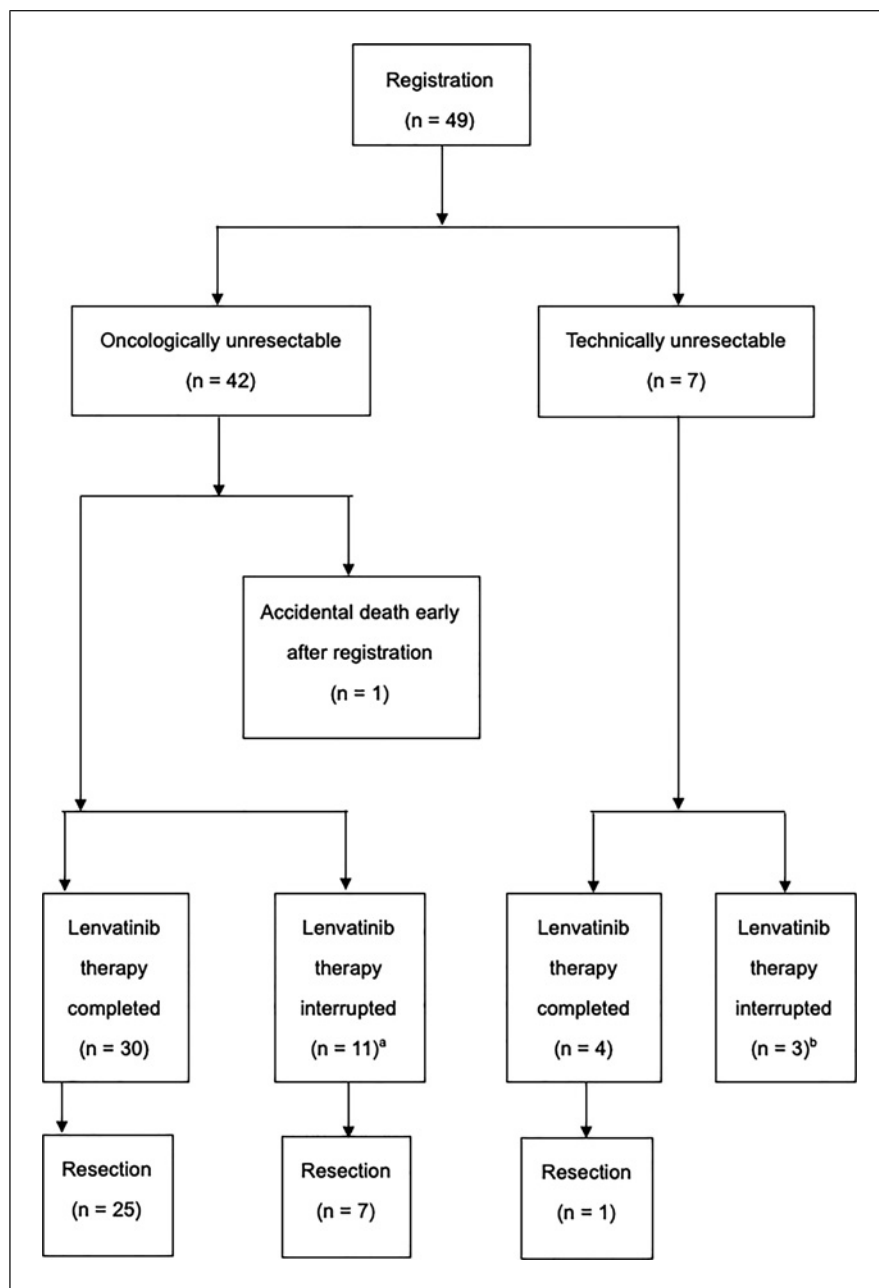 Registration
(n = 49)
Oncologically unresectable
(n = 42)
Technically unresectable
(n = 7)
Accidental death early
after registration
(n = 1)
Lenvatinib
therapy
completed
(n = 30)
Lenvatinib
therapy
interrupted
(n = 11)ᵃ
Lenvatinib
therapy
completed
(n = 4)
Lenvatinib
therapy
interrupted
(n = 3)ᵇ
Resection
(n = 25)
Resection
(n = 7)
Resection
(n = 1)